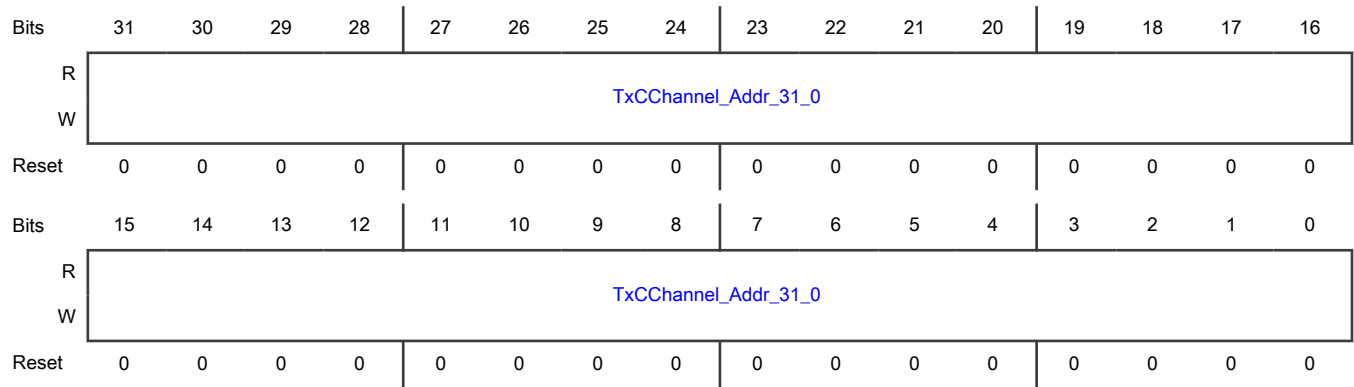 Bits 31 30 29 28 27 26 25 24 23 22 21 20 19 18 17 16
R
TxCChannel_Addr_31_0
W
Reset 0 0 0 0 0 0 0 0 0 0 0 0 0 0 0 0
Bits 15 14 13 12 11 10 9 8 7 6 5 4 3 2 1 0
R
TxCChannel_Addr_31_0
W
Reset 0 0 0 0 0 0 0 0 0 0 0 0 0 0 0 0